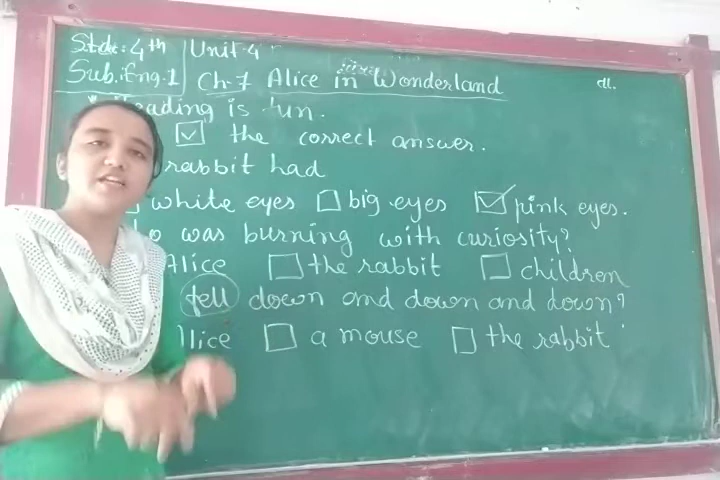 Std: 4th | Unit-4
Sub.: Eng.1 | Ch-7 Alice in Wonderland
Reading is fun.
the correct answer.
rabbit had
white eyes big eyes pink eyes.
was burning with curiosity?
Alice the rabbit children
fell down and down and down?
a mouse the rabbit